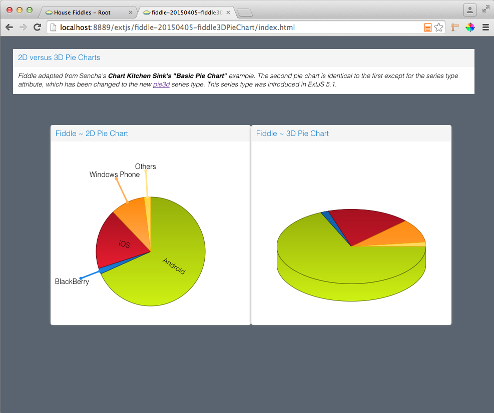 House Fiddles - Root
fiddle-20150405-fiddle3
localhost:8889/extjs/fiddle-20150405-fiddle3DPieChart/index.html
2D versus 3D Pie Charts
Fiddle adapted from Sencha's Chart Kitchen Sink's "Basic Pie Chart" example. The second pie chart is identical to the first except for the series type
attribute, which has been changed to the new pie3d series type. This series type was introduced in ExtJS 5.1.
Fiddle ~ 2D Pie Chart
Fiddle ~ 3D Pie Chart
Others
Windows Phone
iOS
Android
BlackBerry